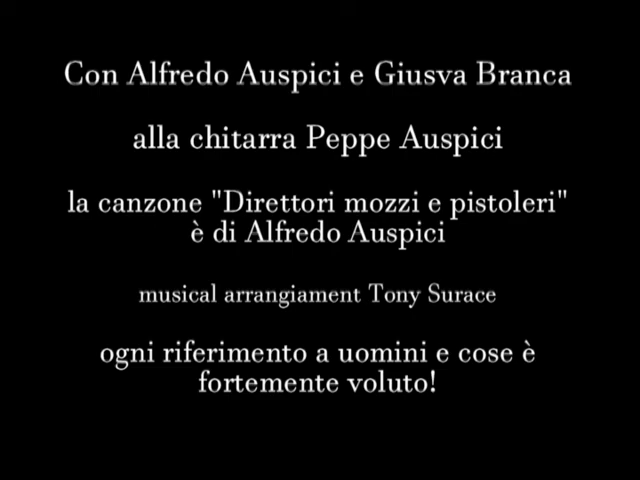 Con Alfredo Auspici e Giusva Branca
alla chitarra Peppe Auspici
la canzone "Direttori mozzi e pistoleri"
è di Alfredo Auspici
musical arrangiament Tony Surace
ogni riferimento a uomini e cose è
fortemente voluto!